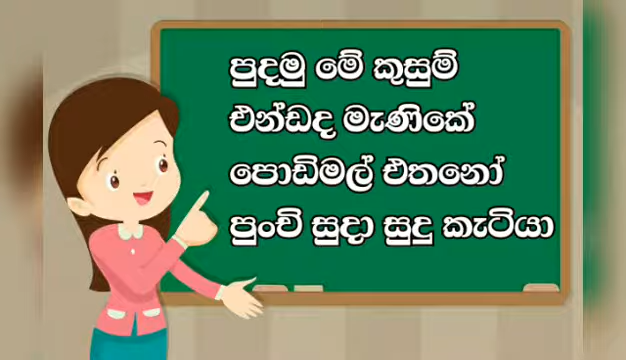 පුදමු මේ කුසුම්
එන්ඩද මැණිකේ
පොඩිමල් එතනෝ
පුංචි සුදා සුදු කැටියා